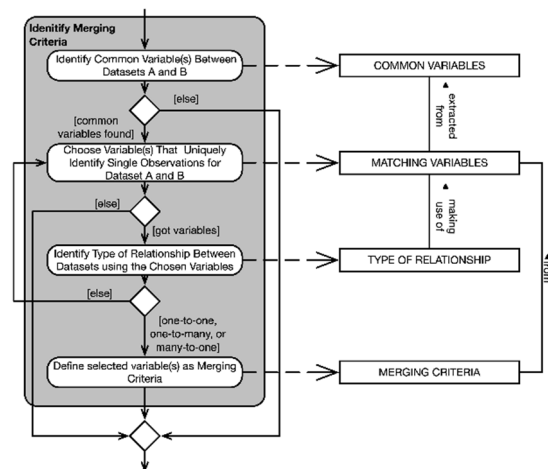 Idenitify Merging
Criteria
Identify Common Variable(s) Between
Datasets A and B
COMMON VARIABLES
[else]
[common
variables found]
extracted
from
Choose Variable(s) That Uniquely
Identify Single Observations for
Dataset A and B
MATCHING VARIABLES
[else]
[got variables]
making
use of
Identify Type of Relationship Between
Datasets using the Chosen Variables
TYPE OF RELATIONSHIP
[else]
[one-to-one,
one-to-many, or
many-to-one]
Define selected variable(s) as Merging
Criteria
MERGING CRITERIA